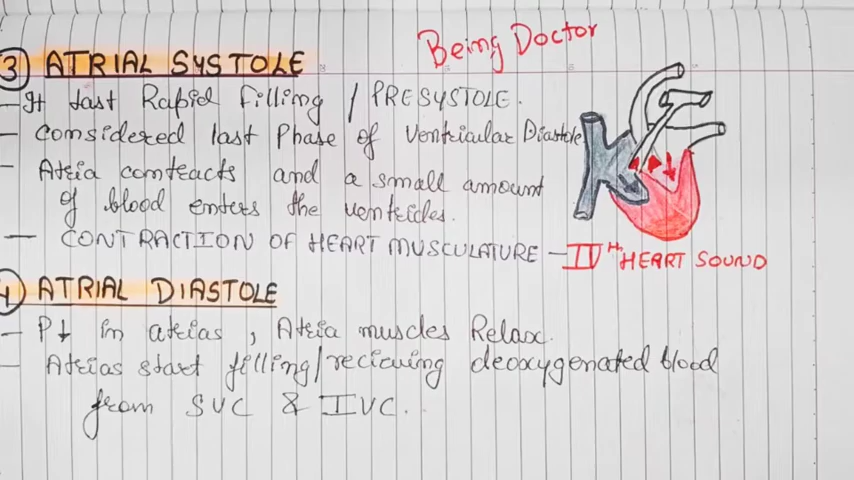 Being Doctor
3 ATRIAL SYSTOLE
- It last Rapid Filling / PRESYSTOLE.
- Considered last Phase of Ventricular Diastole
- Atria contracts and a small amount
of blood enters the ventricles.
- CONTRACTION OF HEART MUSCULATURE - IVth HEART SOUND
4 ATRIAL DIASTOLE
- P↓ in atrias, Atria muscles Relax.
- Atrias start filling/recieving deoxygenated blood
from SVC & IVC.